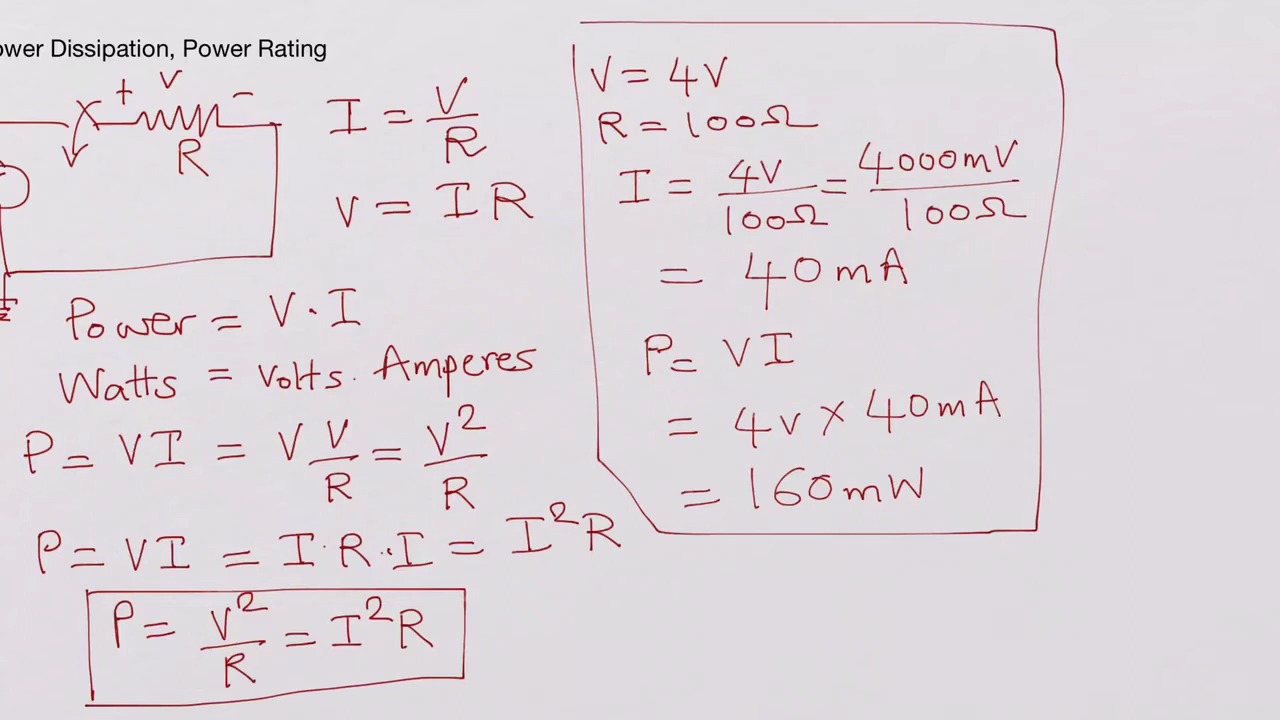 ower Dissipation, Power Rating
+ V −
R
I = V/R
V = IR
Power = V · I
Watts = Volts · Amperes
P = VI = V V/R = V²/R
P = VI = I · R · I = I²R
P = V²/R = I²R
V = 4V
R = 100Ω
I = 4V/100Ω = 4000mV/100Ω
= 40mA
P = VI
= 4V × 40mA
= 160mW